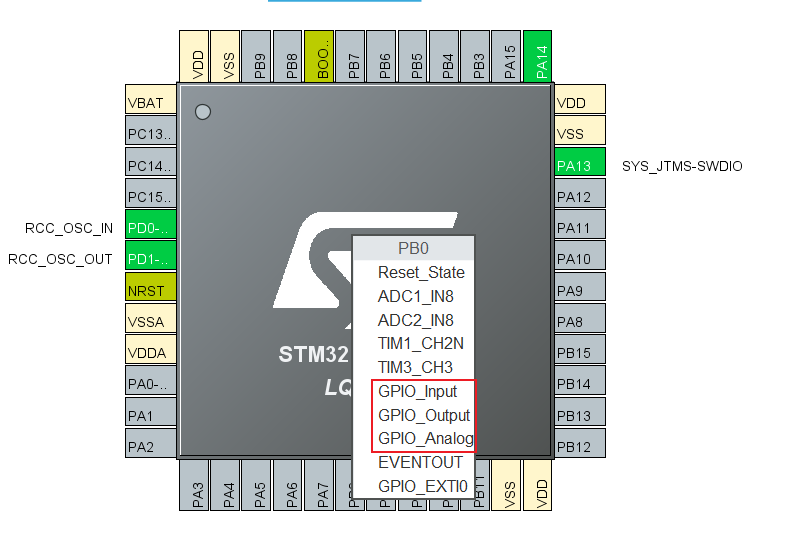 VDD
VSS
PB9
PB8
BOO..
PB7
PB6
PB5
PB4
PB3
PA15
PA14
VBAT
PC13..
PC14..
PC15..
RCC_OSC_IN PD0-..
RCC_OSC_OUT PD1-..
NRST
VSSA
VDDA
PA0-..
PA1
PA2
VDD
VSS
PA13 SYS_JTMS-SWDIO
PA12
PA11
PA10
PA9
PA8
PB15
PB14
PB13
PB12
STM32
LQ
PB0
Reset_State
ADC1_IN8
ADC2_IN8
TIM1_CH2N
TIM3_CH3
GPIO_Input
GPIO_Output
GPIO_Analog
EVENTOUT
GPIO_EXTI0
PA3
PA4
PA5
PA6
PA7
PB11
VSS
VDD